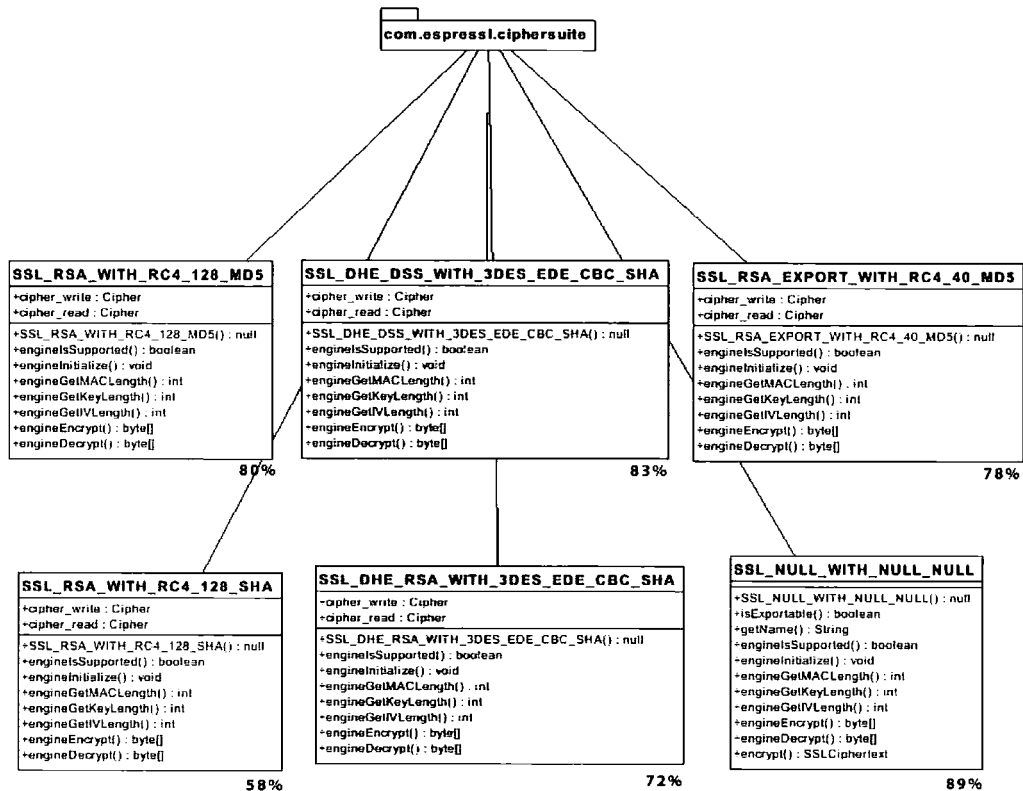 com.espressl.ciphersuite
SSL_RSA_WITH_RC4_128_MD5
+cipher_write : Cipher
+cipher_read : Cipher
+SSL_RSA_WITH_RC4_128_MD5() : null
+engineIsSupported() : boolean
+engineInitialize() : void
+engineGetMACLength() : int
+engineGetKeyLength() : int
+engineGetIVLength() : int
+engineEncrypt() : byte[]
+engineDecrypt() : byte[]
80%
SSL_DHE_DSS_WITH_3DES_EDE_CBC_SHA
+cipher_write : Cipher
+cipher_read : Cipher
+SSL_DHE_DSS_WITH_3DES_EDE_CBC_SHA() : null
+engineIsSupported() : boolean
+engineInitialize() : void
+engineGetMACLength() : int
+engineGetKeyLength() : int
+engineGetIVLength() : int
+engineEncrypt() : byte[]
+engineDecrypt() : byte[]
83%
SSL_RSA_EXPORT_WITH_RC4_40_MD5
+cipher_write : Cipher
+cipher_read : Cipher
+SSL_RSA_EXPORT_WITH_RC4_40_MD5() : null
+engineIsSupported() : boolean
+engineInitialize() : void
+engineGetMACLength() : int
+engineGetKeyLength() : int
+engineGetIVLength() : int
+engineEncrypt() : byte[]
+engineDecrypt() : byte[]
78%
SSL_RSA_WITH_RC4_128_SHA
+cipher_write : Cipher
+cipher_read : Cipher
+SSL_RSA_WITH_RC4_128_SHA() : null
+engineIsSupported() : boolean
+engineInitialize() : void
+engineGetMACLength() : int
+engineGetKeyLength() : int
+engineGetIVLength() : int
+engineEncrypt() : byte[]
+engineDecrypt() : byte[]
58%
SSL_DHE_RSA_WITH_3DES_EDE_CBC_SHA
+cipher_write : Cipher
+cipher_read : Cipher
+SSL_DHE_RSA_WITH_3DES_EDE_CBC_SHA() : null
+engineIsSupported() : boolean
+engineInitialize() : void
+engineGetMACLength() : int
+engineGetKeyLength() : int
+engineGetIVLength() : int
+engineEncrypt() : byte[]
+engineDecrypt() : byte[]
72%
SSL_NULL_WITH_NULL_NULL
+SSL_NULL_WITH_NULL_NULL() : null
+isExportable() : boolean
+getName() : String
+engineIsSupported() : boolean
+engineInitialize() : void
+engineGetMACLength() : int
+engineGetKeyLength() : int
+engineGetIVLength() : int
+engineEncrypt() : byte[]
+engineDecrypt() : byte[]
+encrypt() : SSLCiphertext
89%